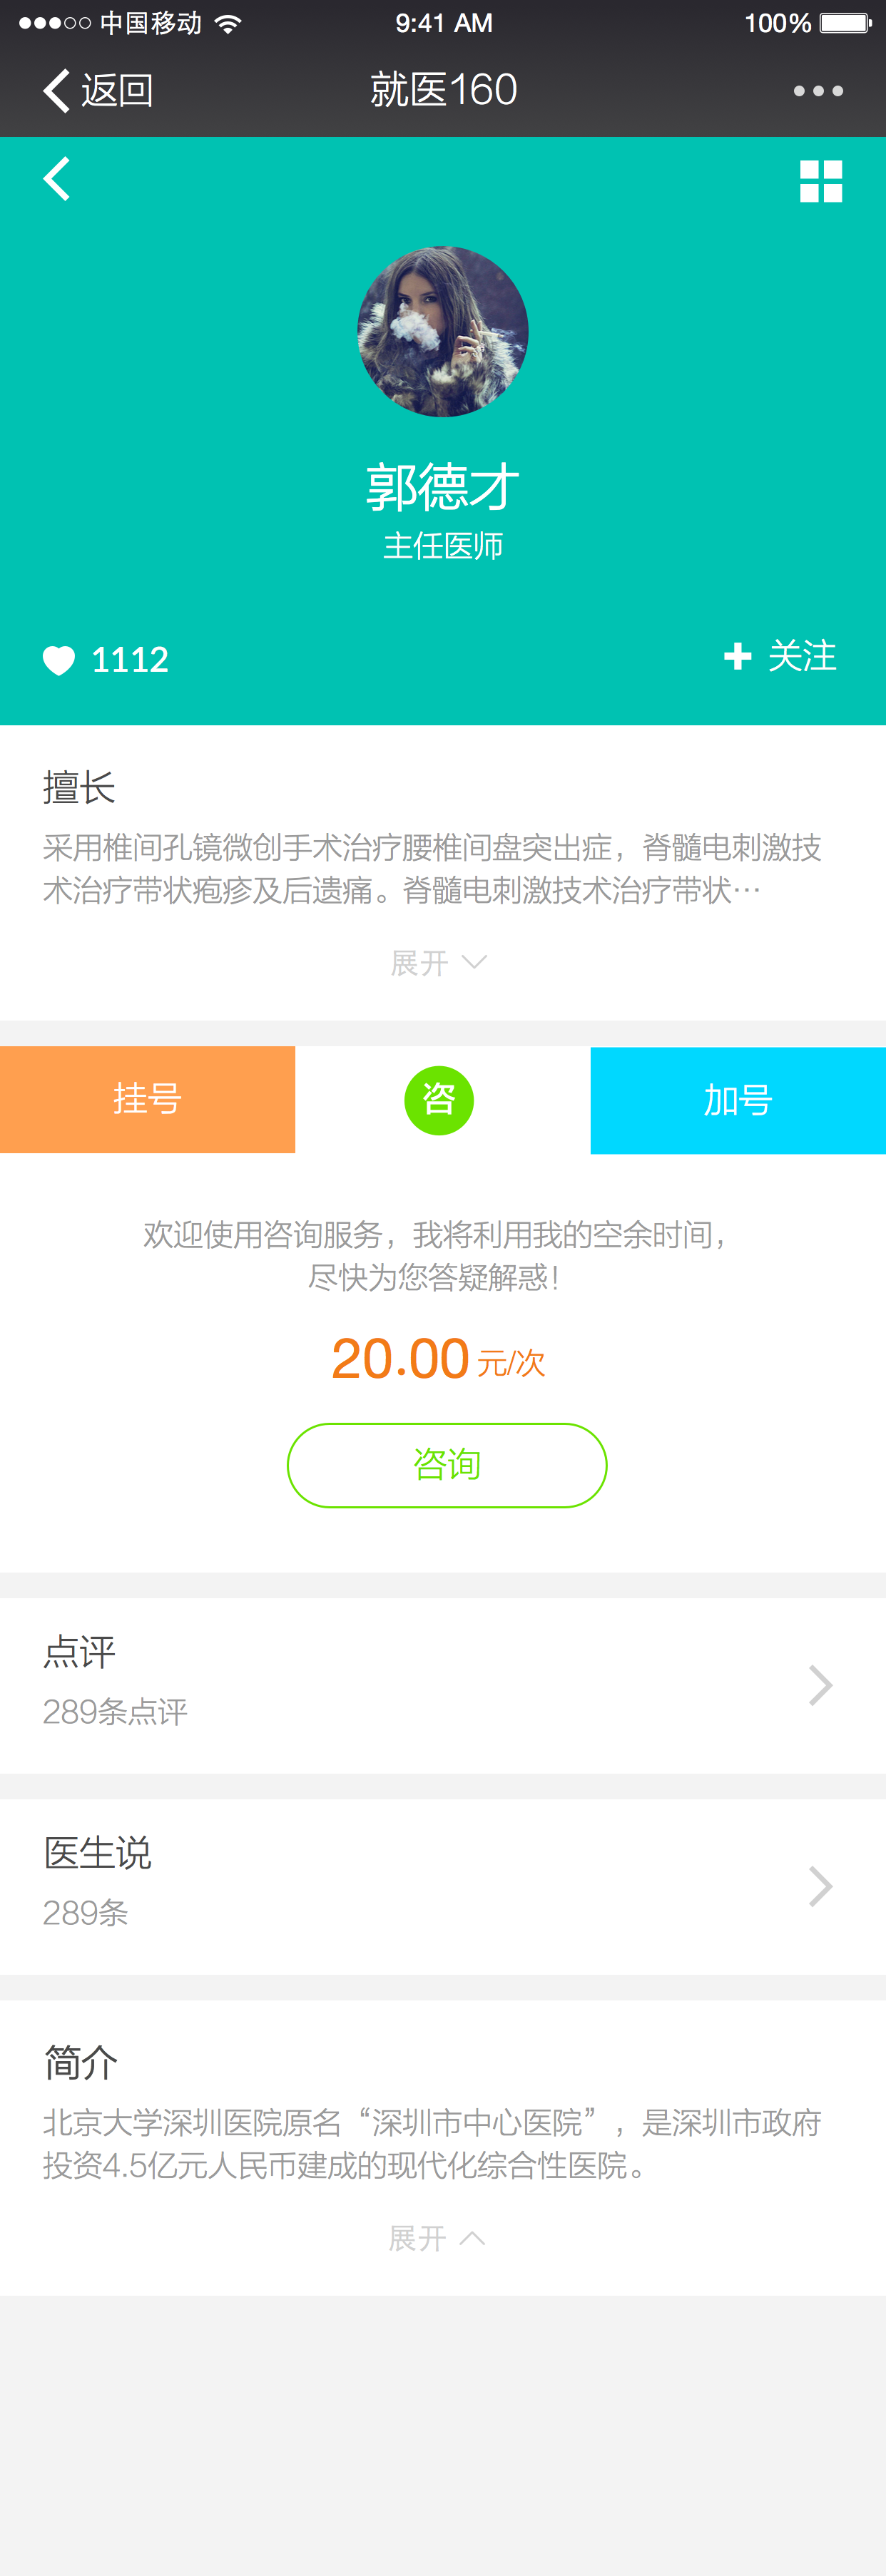 中国移动 9:41 AM 100%
返回 就医160
郭德才
主任医师
1112 关注
擅长
采用椎间孔镜微创手术治疗腰椎间盘突出症，脊髓电刺激技
术治疗带状疱疹及后遗痛。脊髓电刺激技术治疗带状…
展开
挂号 咨 加号
欢迎使用咨询服务，我将利用我的空余时间，
尽快为您答疑解惑！
20.00 元/次
咨询
点评
289条点评
医生说
289条
简介
北京大学深圳医院原名“深圳市中心医院”，是深圳市政府
投资4.5亿元人民币建成的现代化综合性医院。
展开